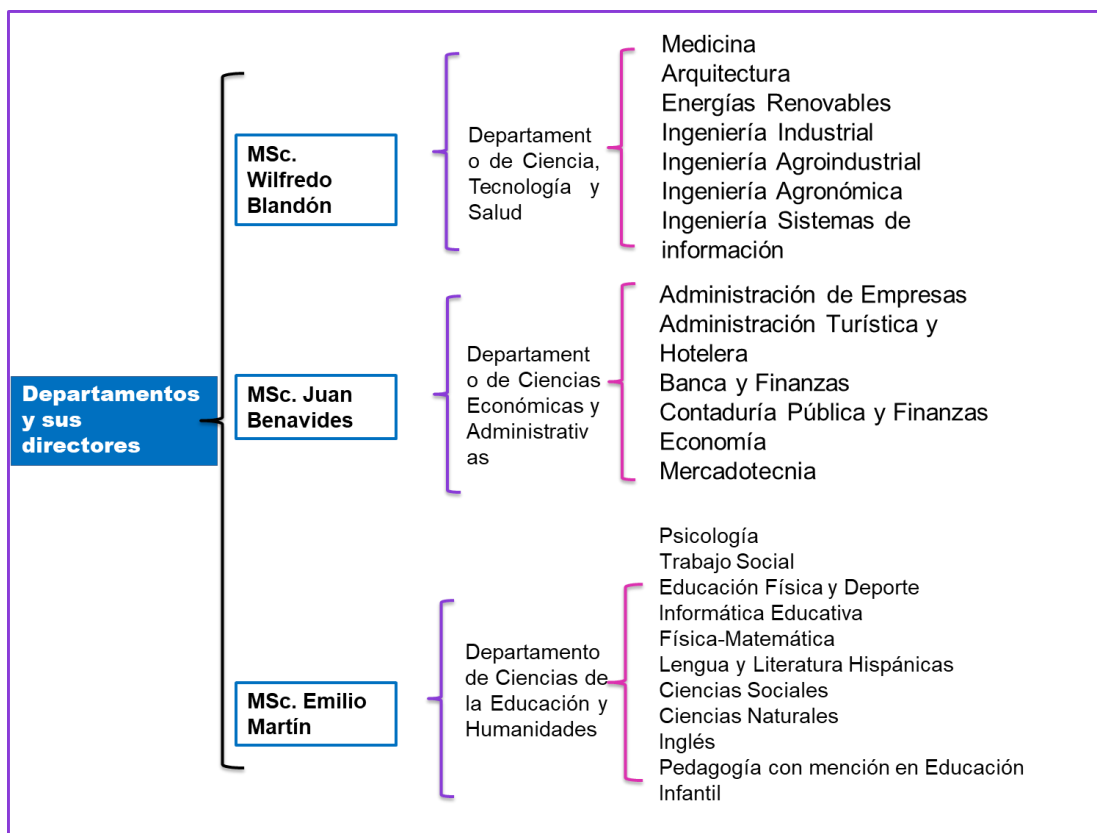 Departamentos
y sus
directores
MSc.
Wilfredo
Blandón
Departament
o de Ciencia,
Tecnología y
Salud
Medicina
Arquitectura
Energías Renovables
Ingeniería Industrial
Ingeniería Agroindustrial
Ingeniería Agronómica
Ingeniería Sistemas de
información
MSc. Juan
Benavides
Departament
o de Ciencias
Económicas y
Administrativ
as
Administración de Empresas
Administración Turística y
Hotelera
Banca y Finanzas
Contaduría Pública y Finanzas
Economía
Mercadotecnia
MSc. Emilio
Martín
Departamento
de Ciencias de
la Educación y
Humanidades
Psicología
Trabajo Social
Educación Física y Deporte
Informática Educativa
Física-Matemática
Lengua y Literatura Hispánicas
Ciencias Sociales
Ciencias Naturales
Inglés
Pedagogía con mención en Educación
Infantil